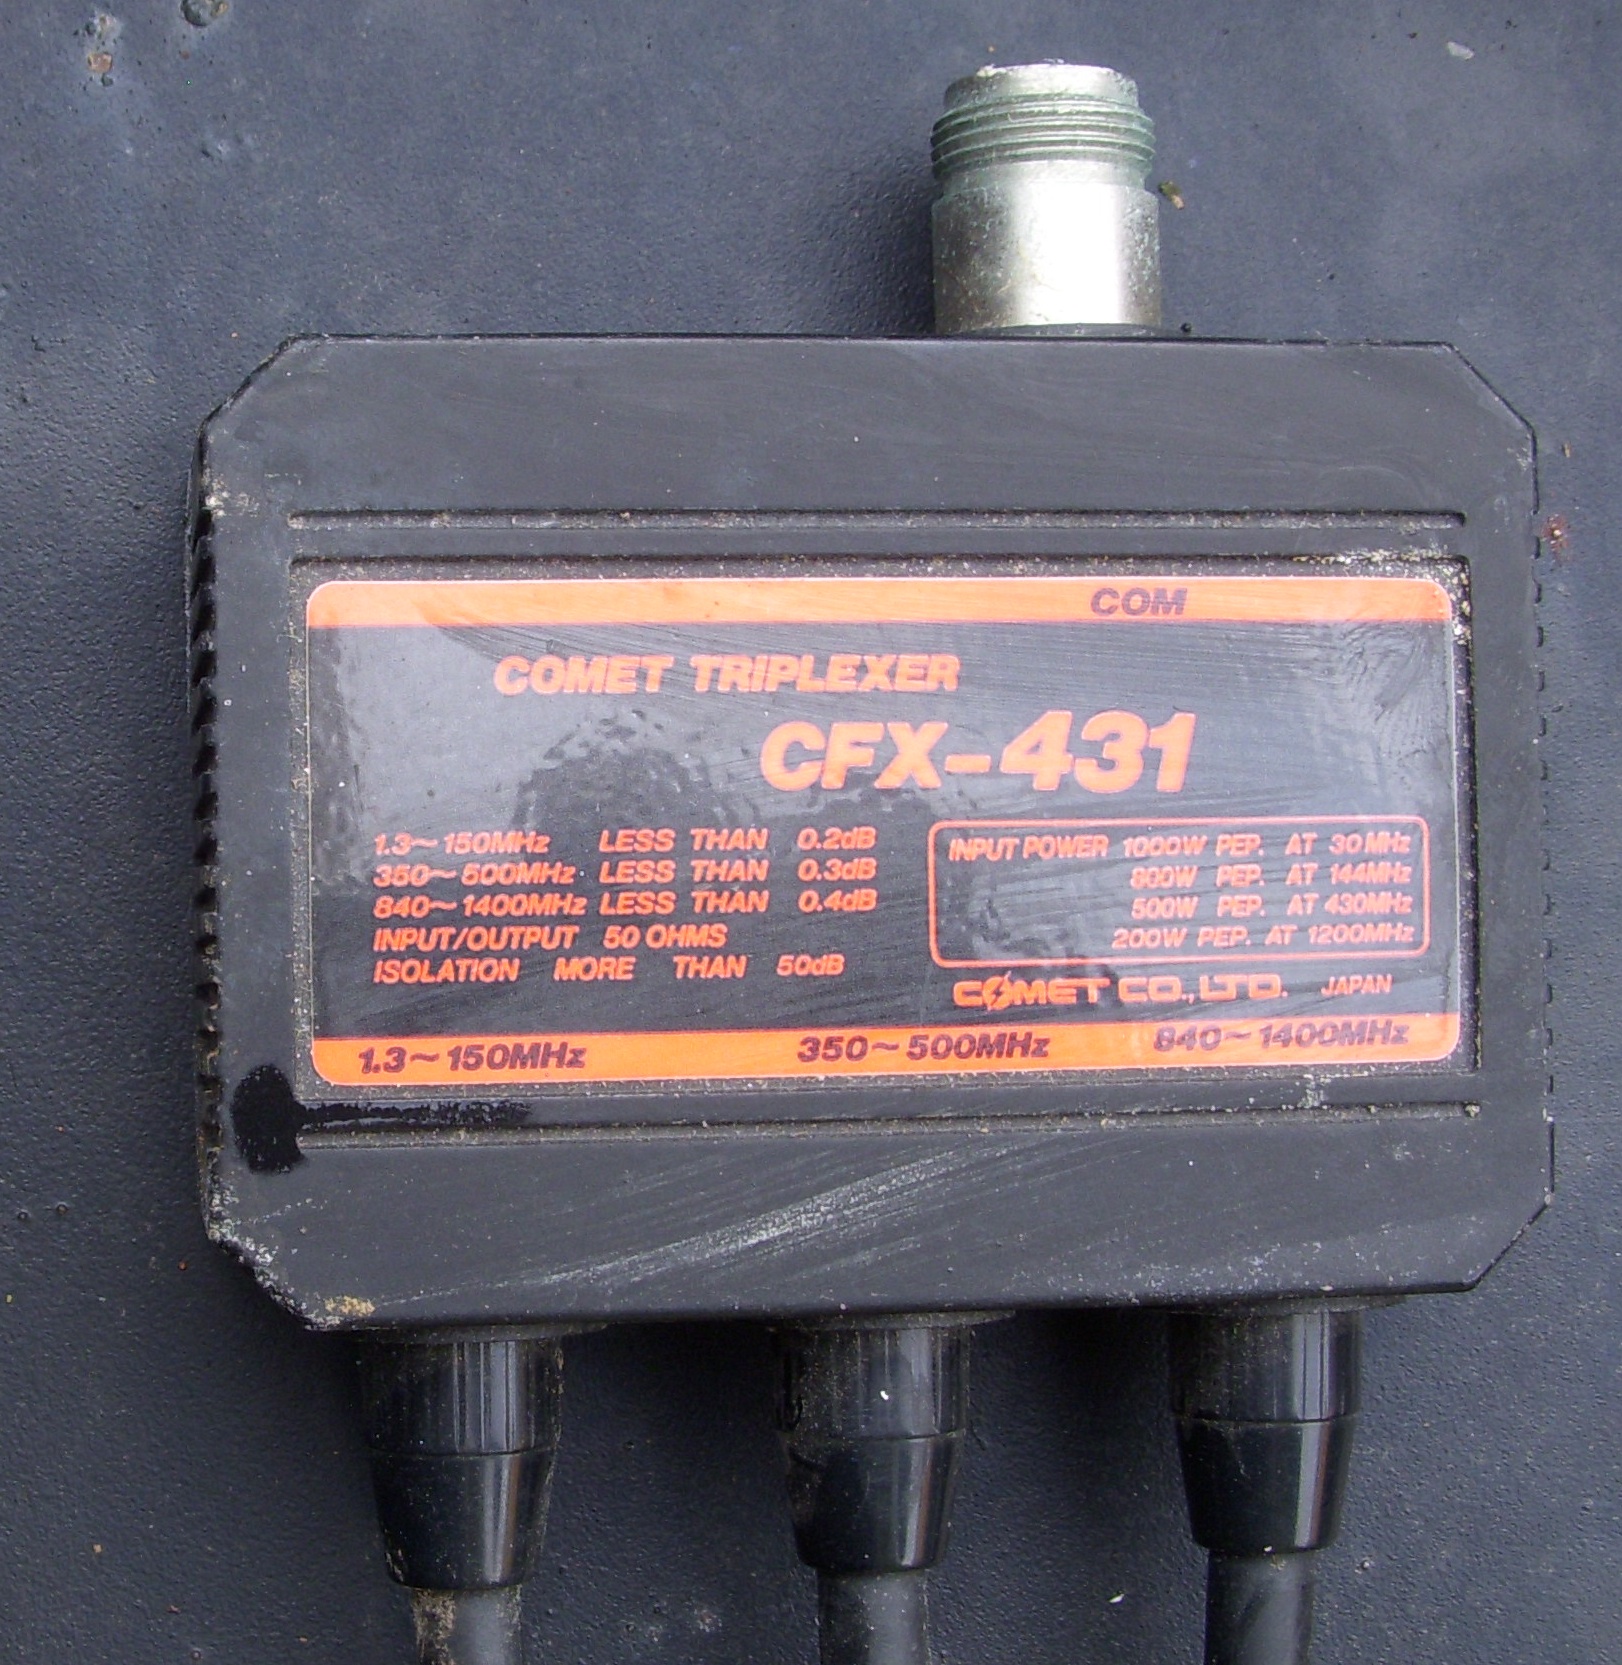 COM
COMET TRIPLEXER
CFX-431
1.3~150MHz LESS THAN 0.2dB
350~500MHz LESS THAN 0.3dB
840~1400MHz LESS THAN 0.4dB
INPUT/OUTPUT 50 OHMS
ISOLATION MORE THAN 50dB
INPUT POWER 1000W PEP. AT 30MHz
800W PEP. AT 144MHz
500W PEP. AT 430MHz
200W PEP. AT 1200MHz
COMET CO., LTD. JAPAN
1.3~150MHz 350~500MHz 840~1400MHz